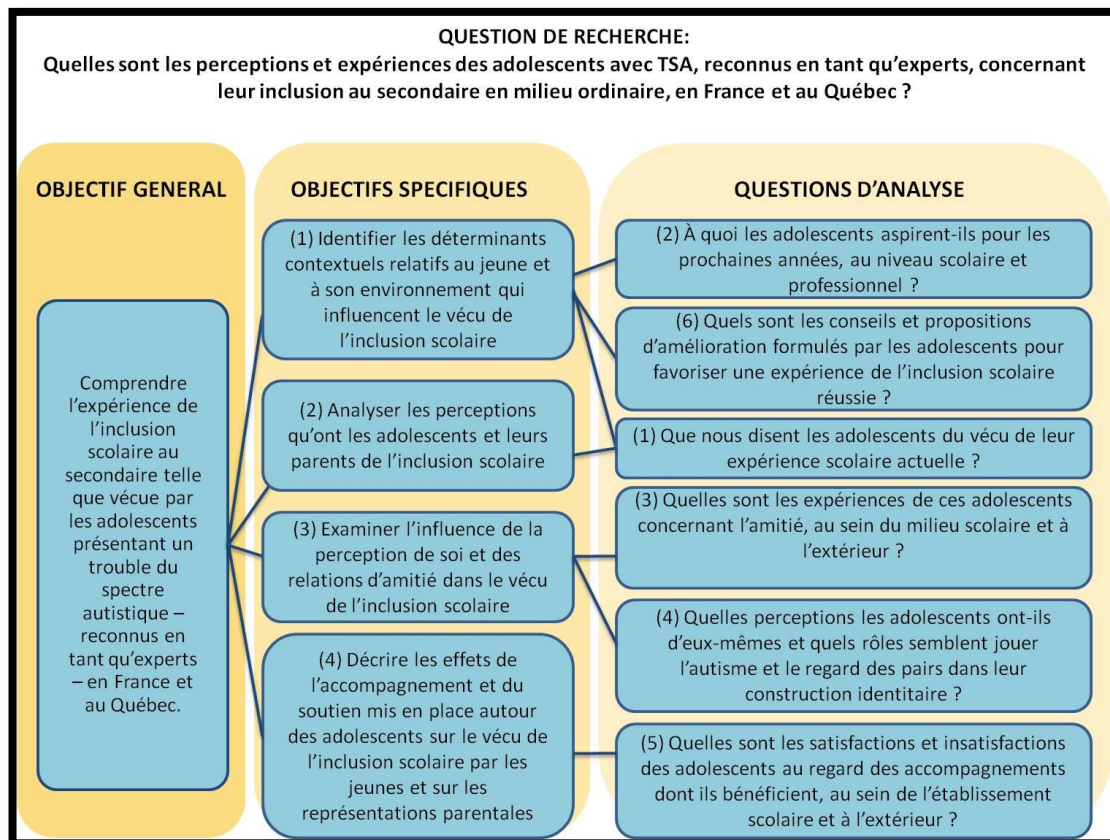 QUESTION DE RECHERCHE:
Quelles sont les perceptions et expériences des adolescents avec TSA, reconnus en tant qu’experts, concernant
leur inclusion au secondaire en milieu ordinaire, en France et au Québec ?
OBJECTIF GENERAL
Comprendre
l’expérience de
l’inclusion
scolaire au
secondaire telle
que vécue par
les adolescents
présentant un
trouble du
spectre
autistique –
reconnus en
tant qu’experts
– en France et
au Québec.
OBJECTIFS SPECIFIQUES
(1) Identifier les déterminants
contextuels relatifs au jeune et
à son environnement qui
influencent le vécu de
l’inclusion scolaire
(2) Analyser les perceptions
qu’ont les adolescents et leurs
parents de l’inclusion scolaire
(3) Examiner l’influence de la
perception de soi et des
relations d’amitié dans le vécu
de l’inclusion scolaire
(4) Décrire les effets de
l’accompagnement et du
soutien mis en place autour
des adolescents sur le vécu de
l’inclusion scolaire par les
jeunes et sur les
représentations parentales
QUESTIONS D’ANALYSE
(2) À quoi les adolescents aspirent-ils pour les
prochaines années, au niveau scolaire et
professionnel ?
(6) Quels sont les conseils et propositions
d’amélioration formulés par les adolescents pour
favoriser une expérience de l’inclusion scolaire
réussie ?
(1) Que nous disent les adolescents du vécu de leur
expérience scolaire actuelle ?
(3) Quelles sont les expériences de ces adolescents
concernant l’amitié, au sein du milieu scolaire et à
l’extérieur ?
(4) Quelles perceptions les adolescents ont-ils
d’eux-mêmes et quels rôles semblent jouer
l’autisme et le regard des pairs dans leur
construction identitaire ?
(5) Quelles sont les satisfactions et insatisfactions
des adolescents au regard des accompagnements
dont ils bénéficient, au sein de l’établissement
scolaire et à l’extérieur ?